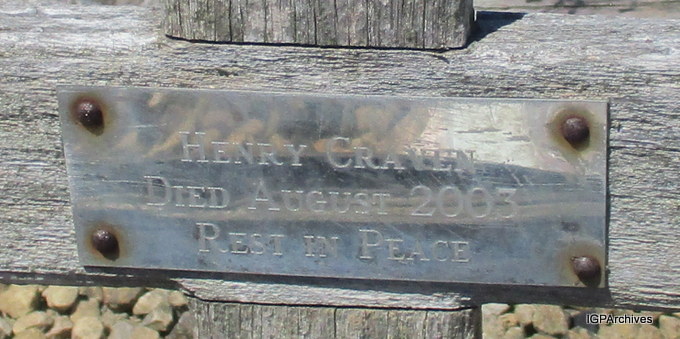 Henry Craven
Died August 2003
Rest in Peace
IGPArchives